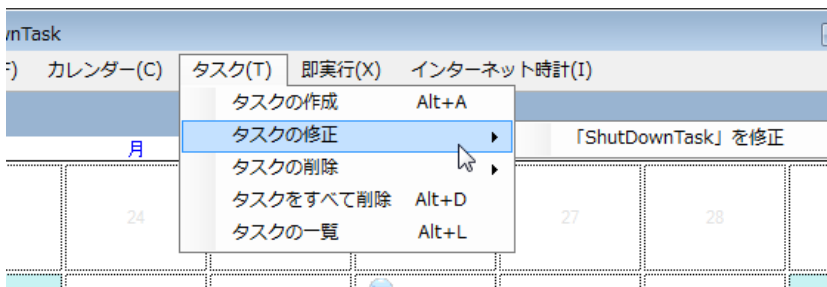 wnTask
F) カレンダー(C) タスク(T) 即実行(X) インターネット時計(I)
タスクの作成 Alt+A
タスクの修正 「ShutDownTask」を修正
月
タスクの削除
タスクをすべて削除 Alt+D
24 27 28
タスクの一覧 Alt+L